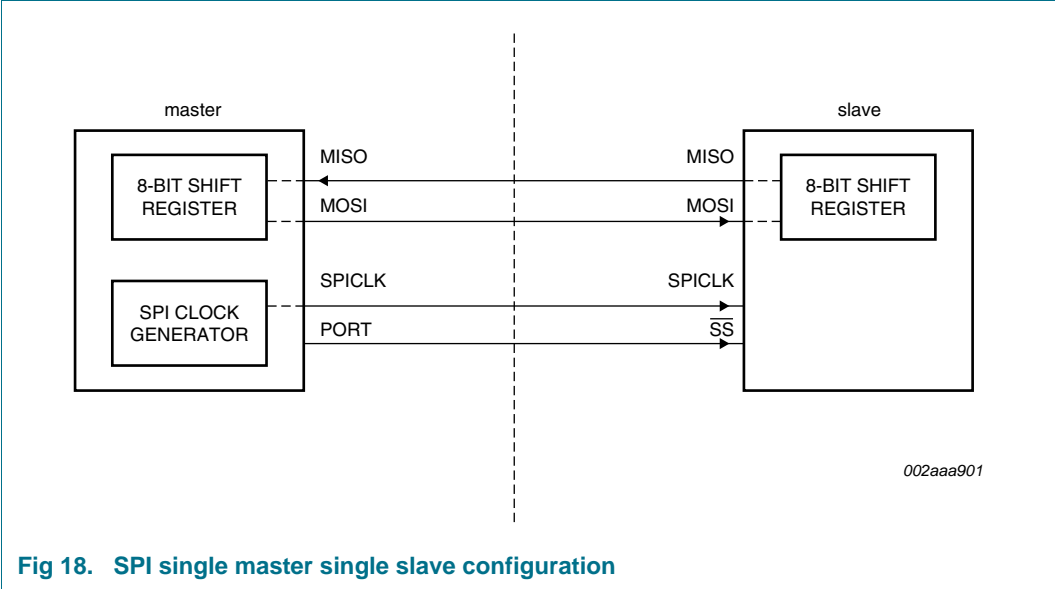 master
slave
8-BIT SHIFT
REGISTER
MISO
MISO
MOSI
MOSI
8-BIT SHIFT
REGISTER
SPI CLOCK
GENERATOR
SPICLK
SPICLK
PORT
S̅S̅
002aaa901
Fig 18. SPI single master single slave configuration